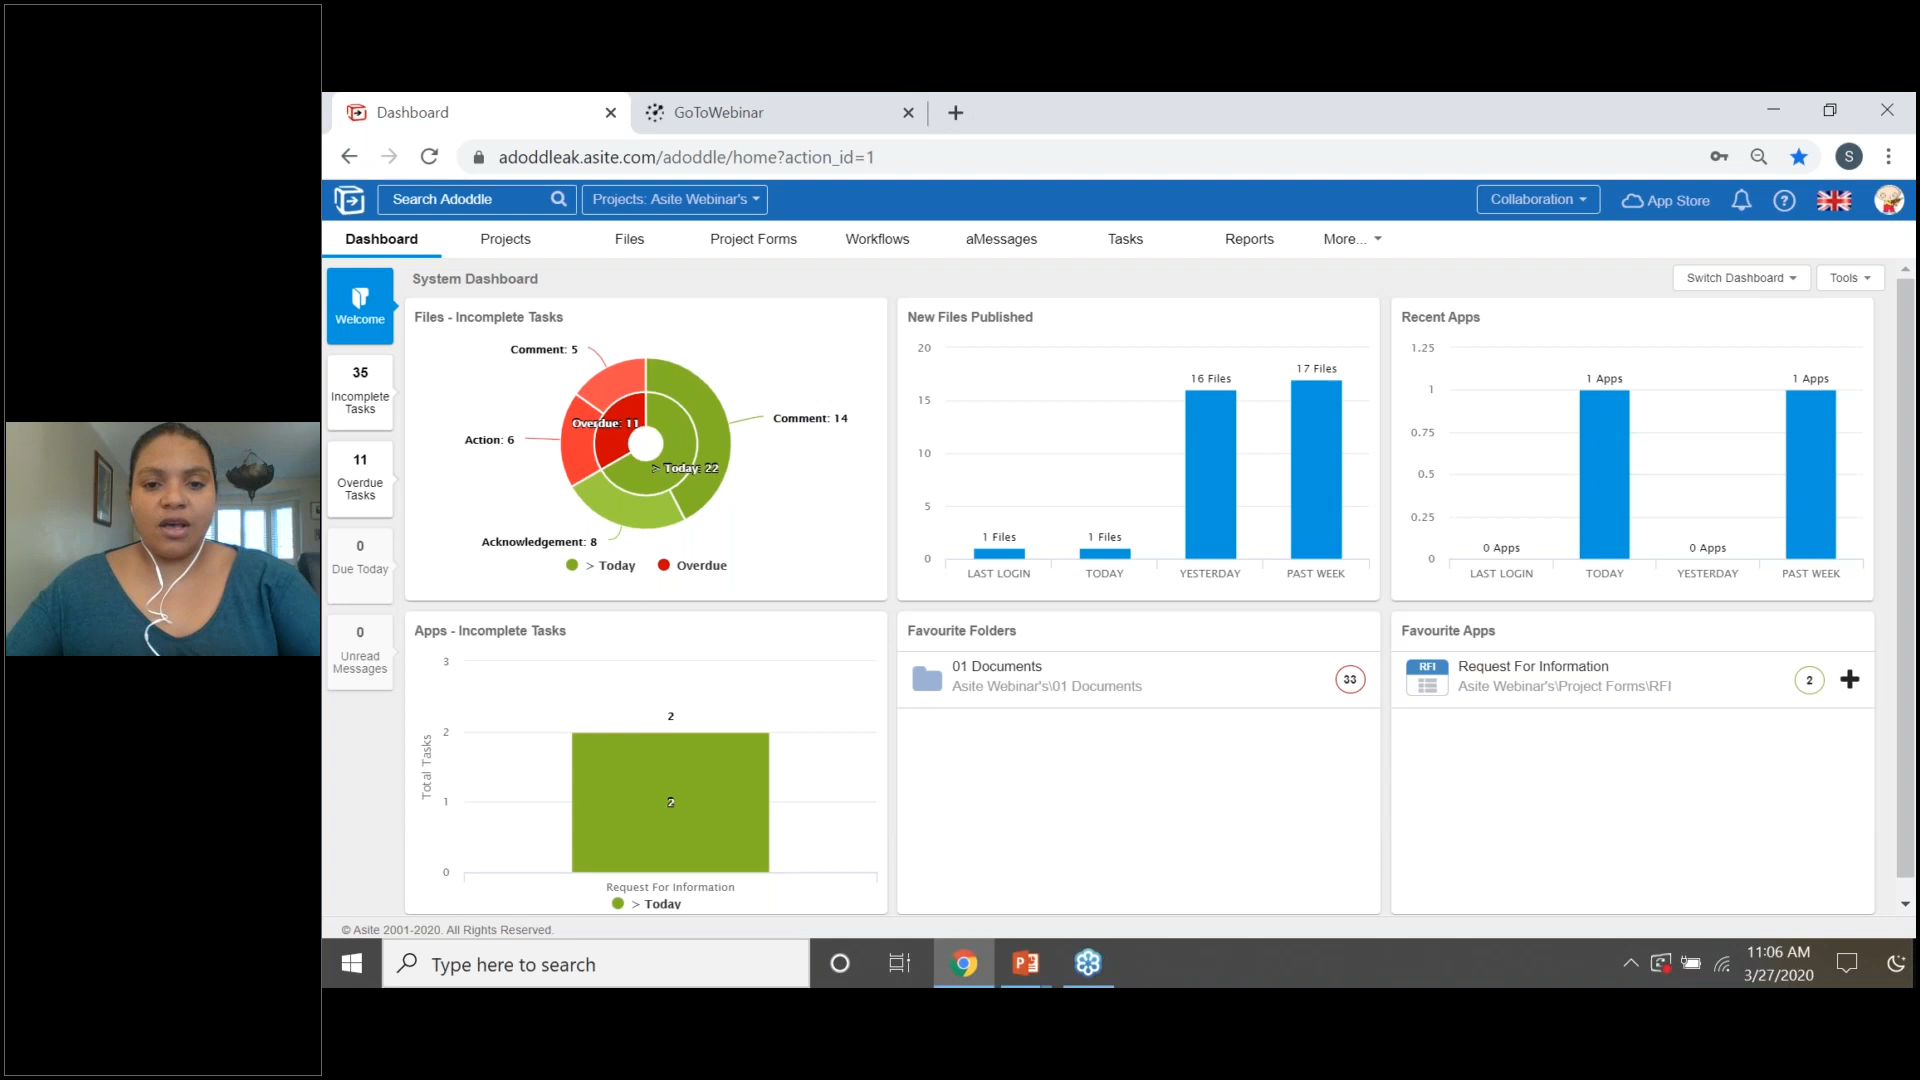 Dashboard
GoToWebinar
adoddleak.asite.com/adoddle/home?action_id=1
S
Search Adoddle
Projects: Asite Webinar's
Collaboration
App Store
Dashboard
Projects
Files
Project Forms
Workflows
aMessages
Tasks
Reports
More...
Welcome
35
Incomplete
Tasks
11
Overdue
Tasks
0
Due Today
0
Unread
Messages
System Dashboard
Switch Dashboard
Tools
Files - Incomplete Tasks
Comment: 5
Overdue: 11
Comment: 14
Action: 6
> Today: 22
Acknowledgement: 8
> Today
Overdue
New Files Published
20
15
10
5
0
1 Files
1 Files
16 Files
17 Files
LAST LOGIN
TODAY
YESTERDAY
PAST WEEK
Recent Apps
1.25
1
0.75
0.5
0.25
0
0 Apps
1 Apps
0 Apps
1 Apps
LAST LOGIN
TODAY
YESTERDAY
PAST WEEK
Apps - Incomplete Tasks
Total Tasks
3
2
1
0
2
2
Request For Information
> Today
Favourite Folders
01 Documents
Asite Webinar's\01 Documents
33
Favourite Apps
RFI
Request For Information
Asite Webinar's\Project Forms\RFI
2
© Asite 2001-2020. All Rights Reserved.
Type here to search
11:06 AM
3/27/2020